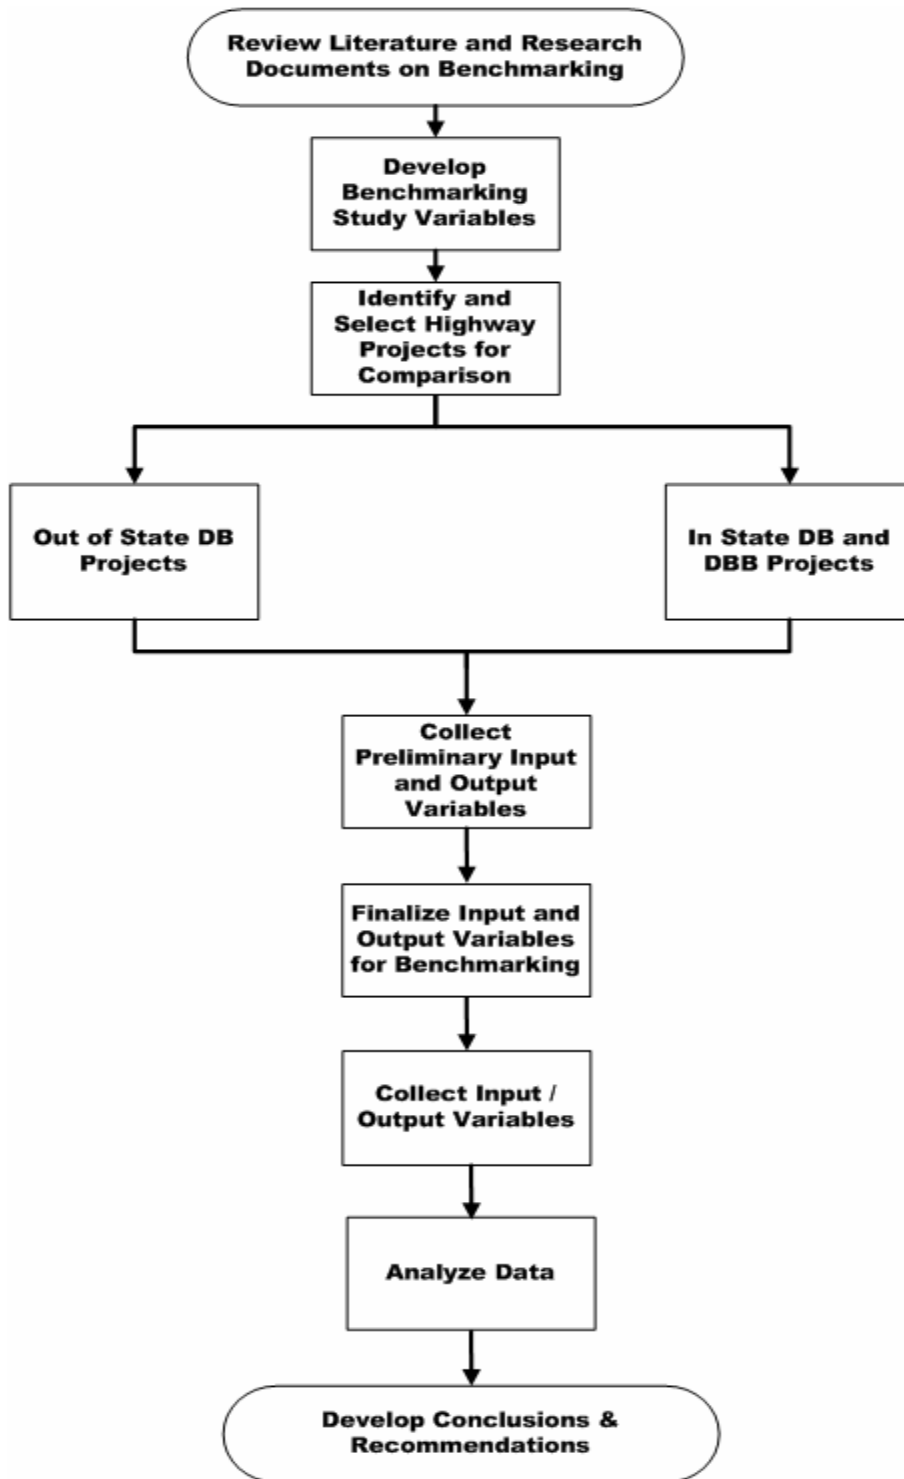 Review Literature and Research
Documents on Benchmarking
Develop
Benchmarking
Study Variables
Identify and
Select Highway
Projects for
Comparison
Out of State DB
Projects
In State DB and
DBB Projects
Collect
Preliminary Input
and Output
Variables
Finalize Input and
Output Variables
for Benchmarking
Collect Input /
Output Variables
Analyze Data
Develop Conclusions &
Recommendations